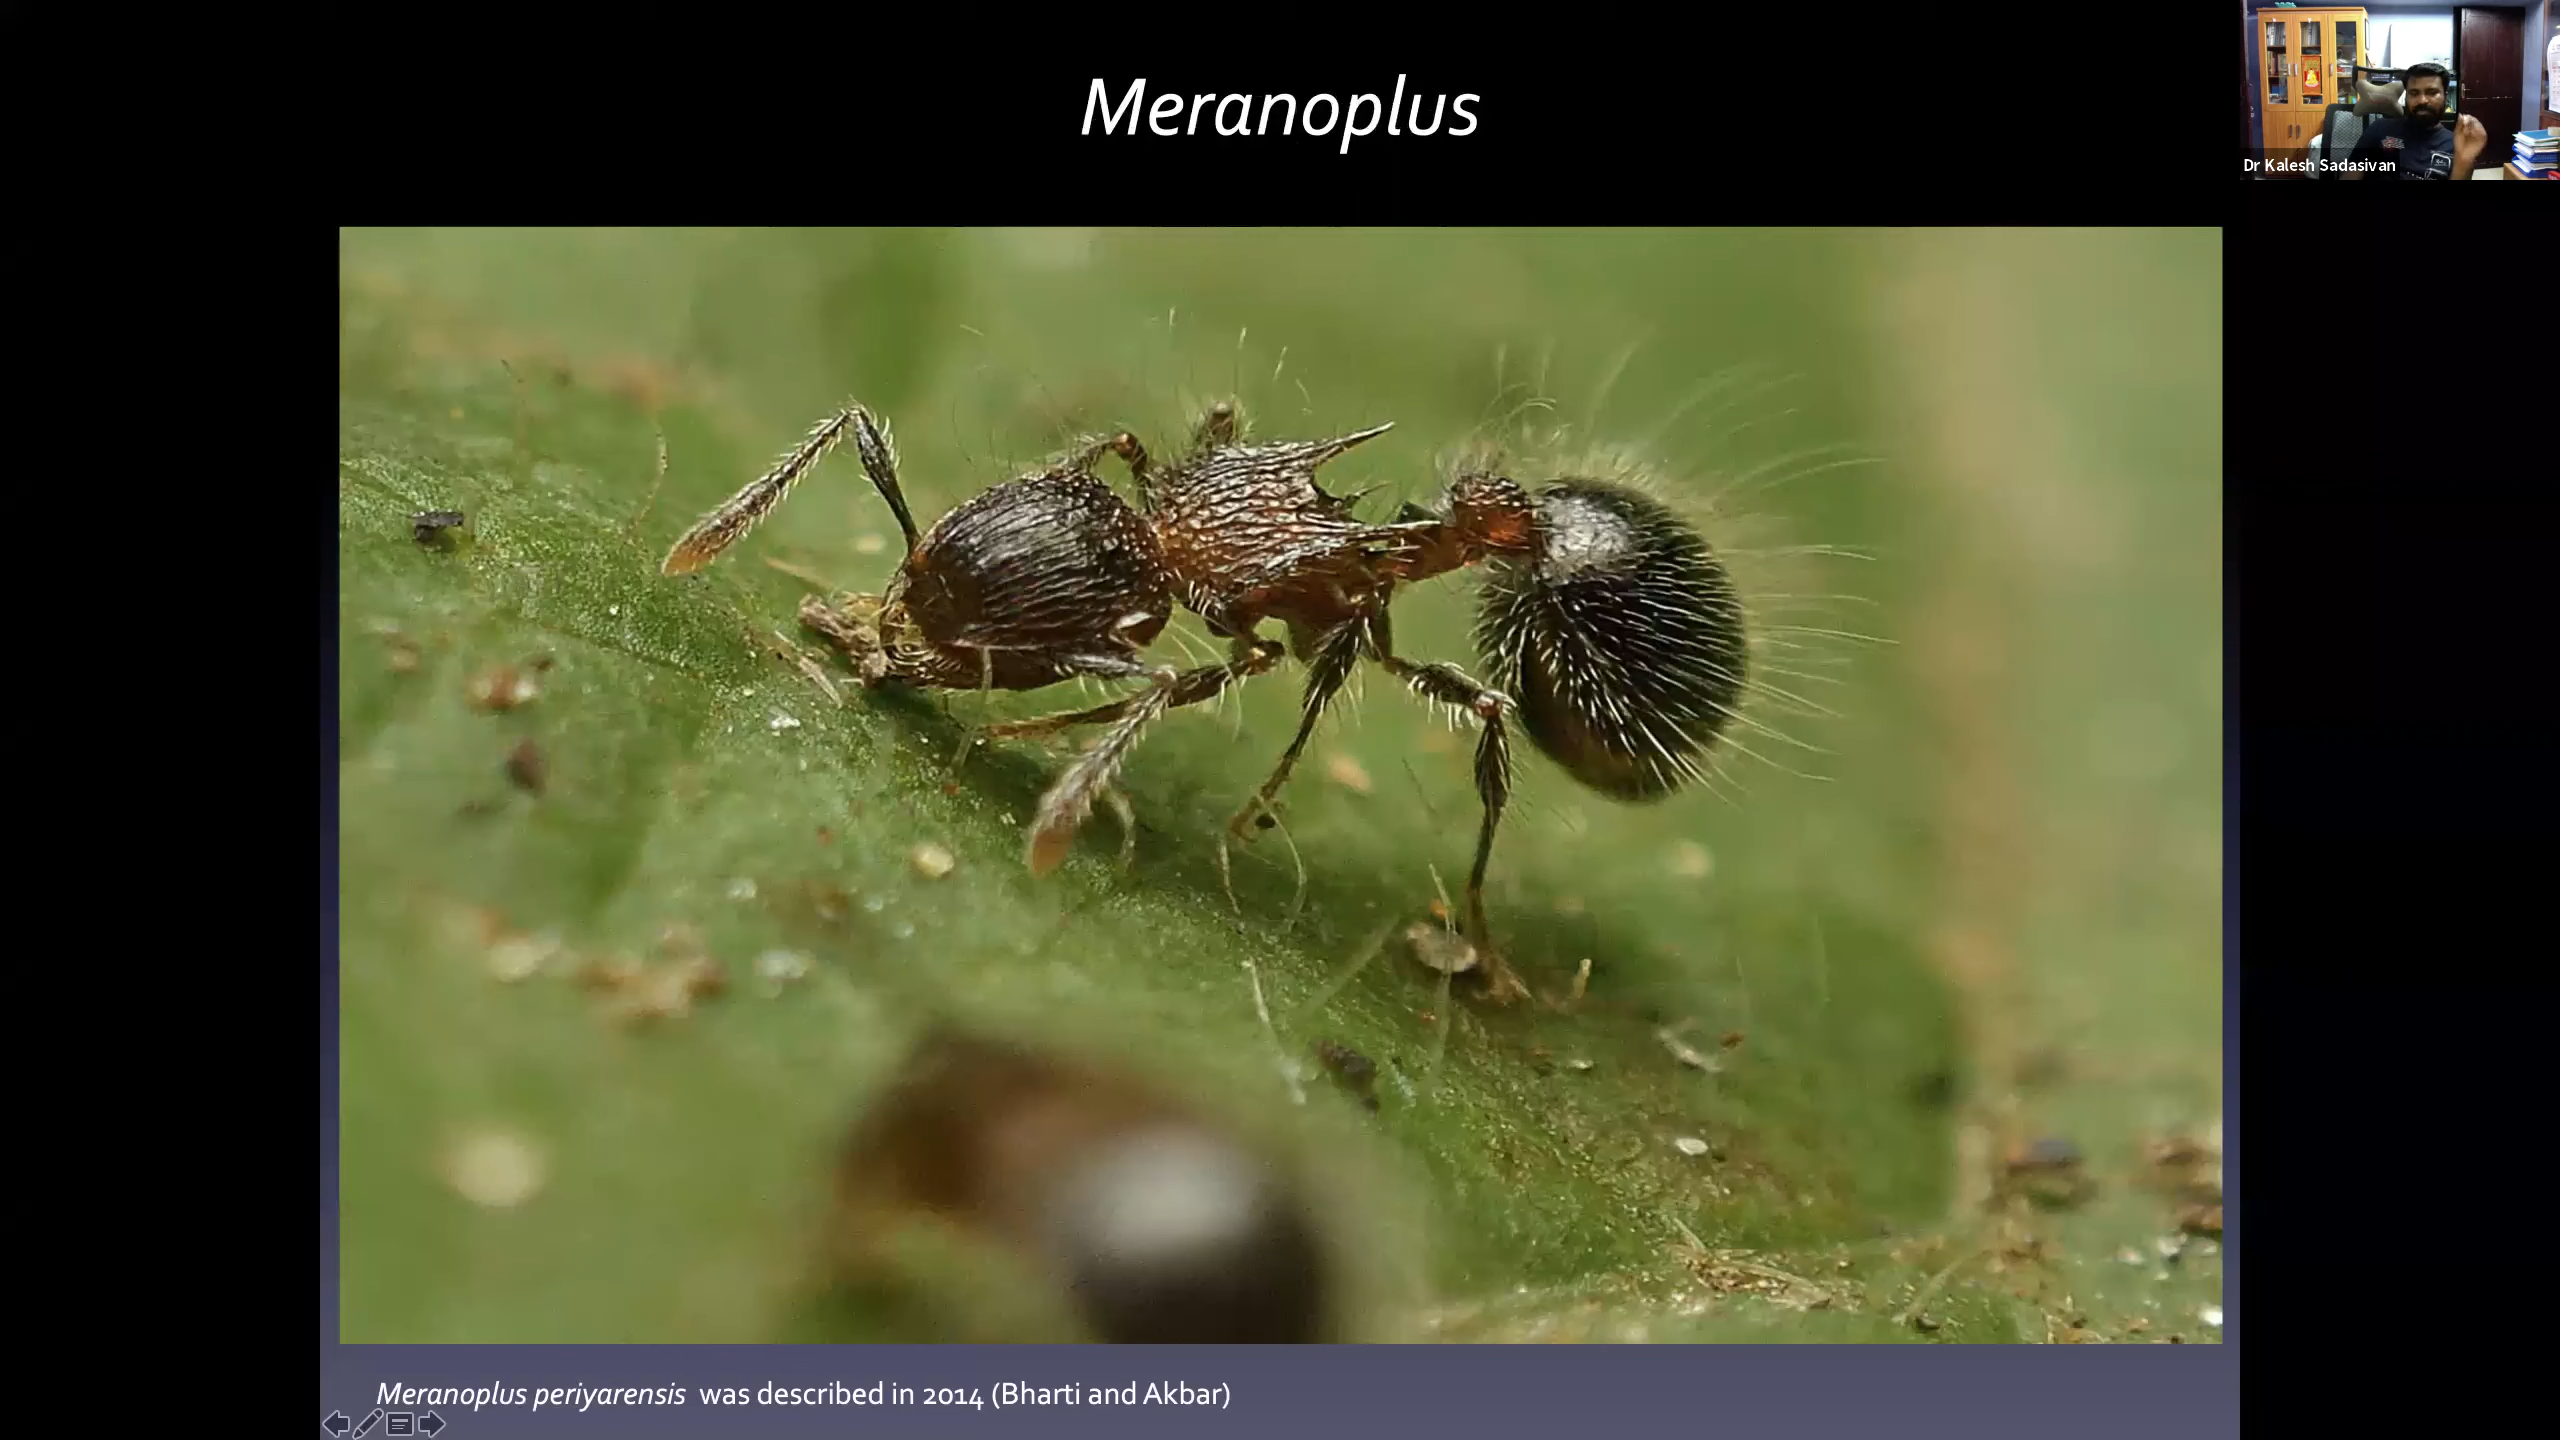 Meranoplus
Dr Kalesh Sadasivan
Meranoplus periyarensis was described in 2014 (Bharti and Akbar)